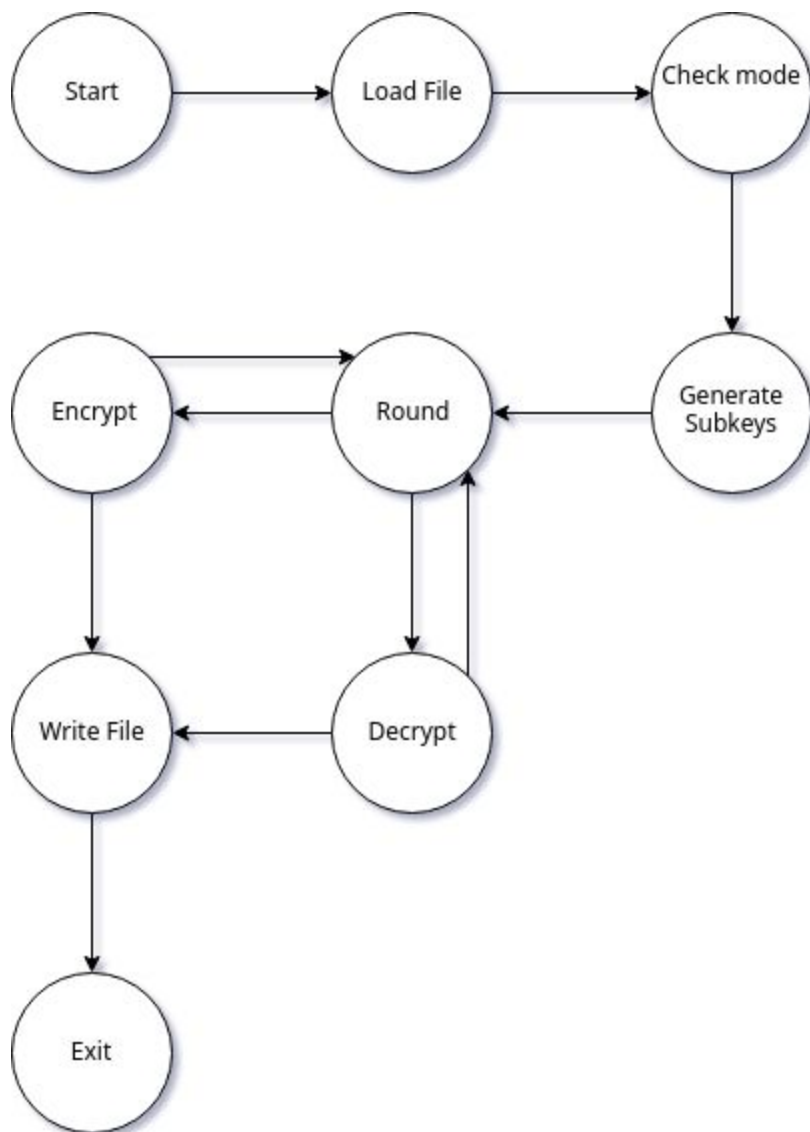 Start
Load File
Check mode
Encrypt
Round
Generate
Subkeys
Write File
Decrypt
Exit